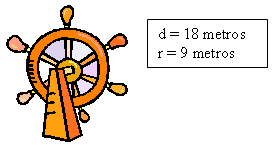 d = 18 metros
r = 9 metros